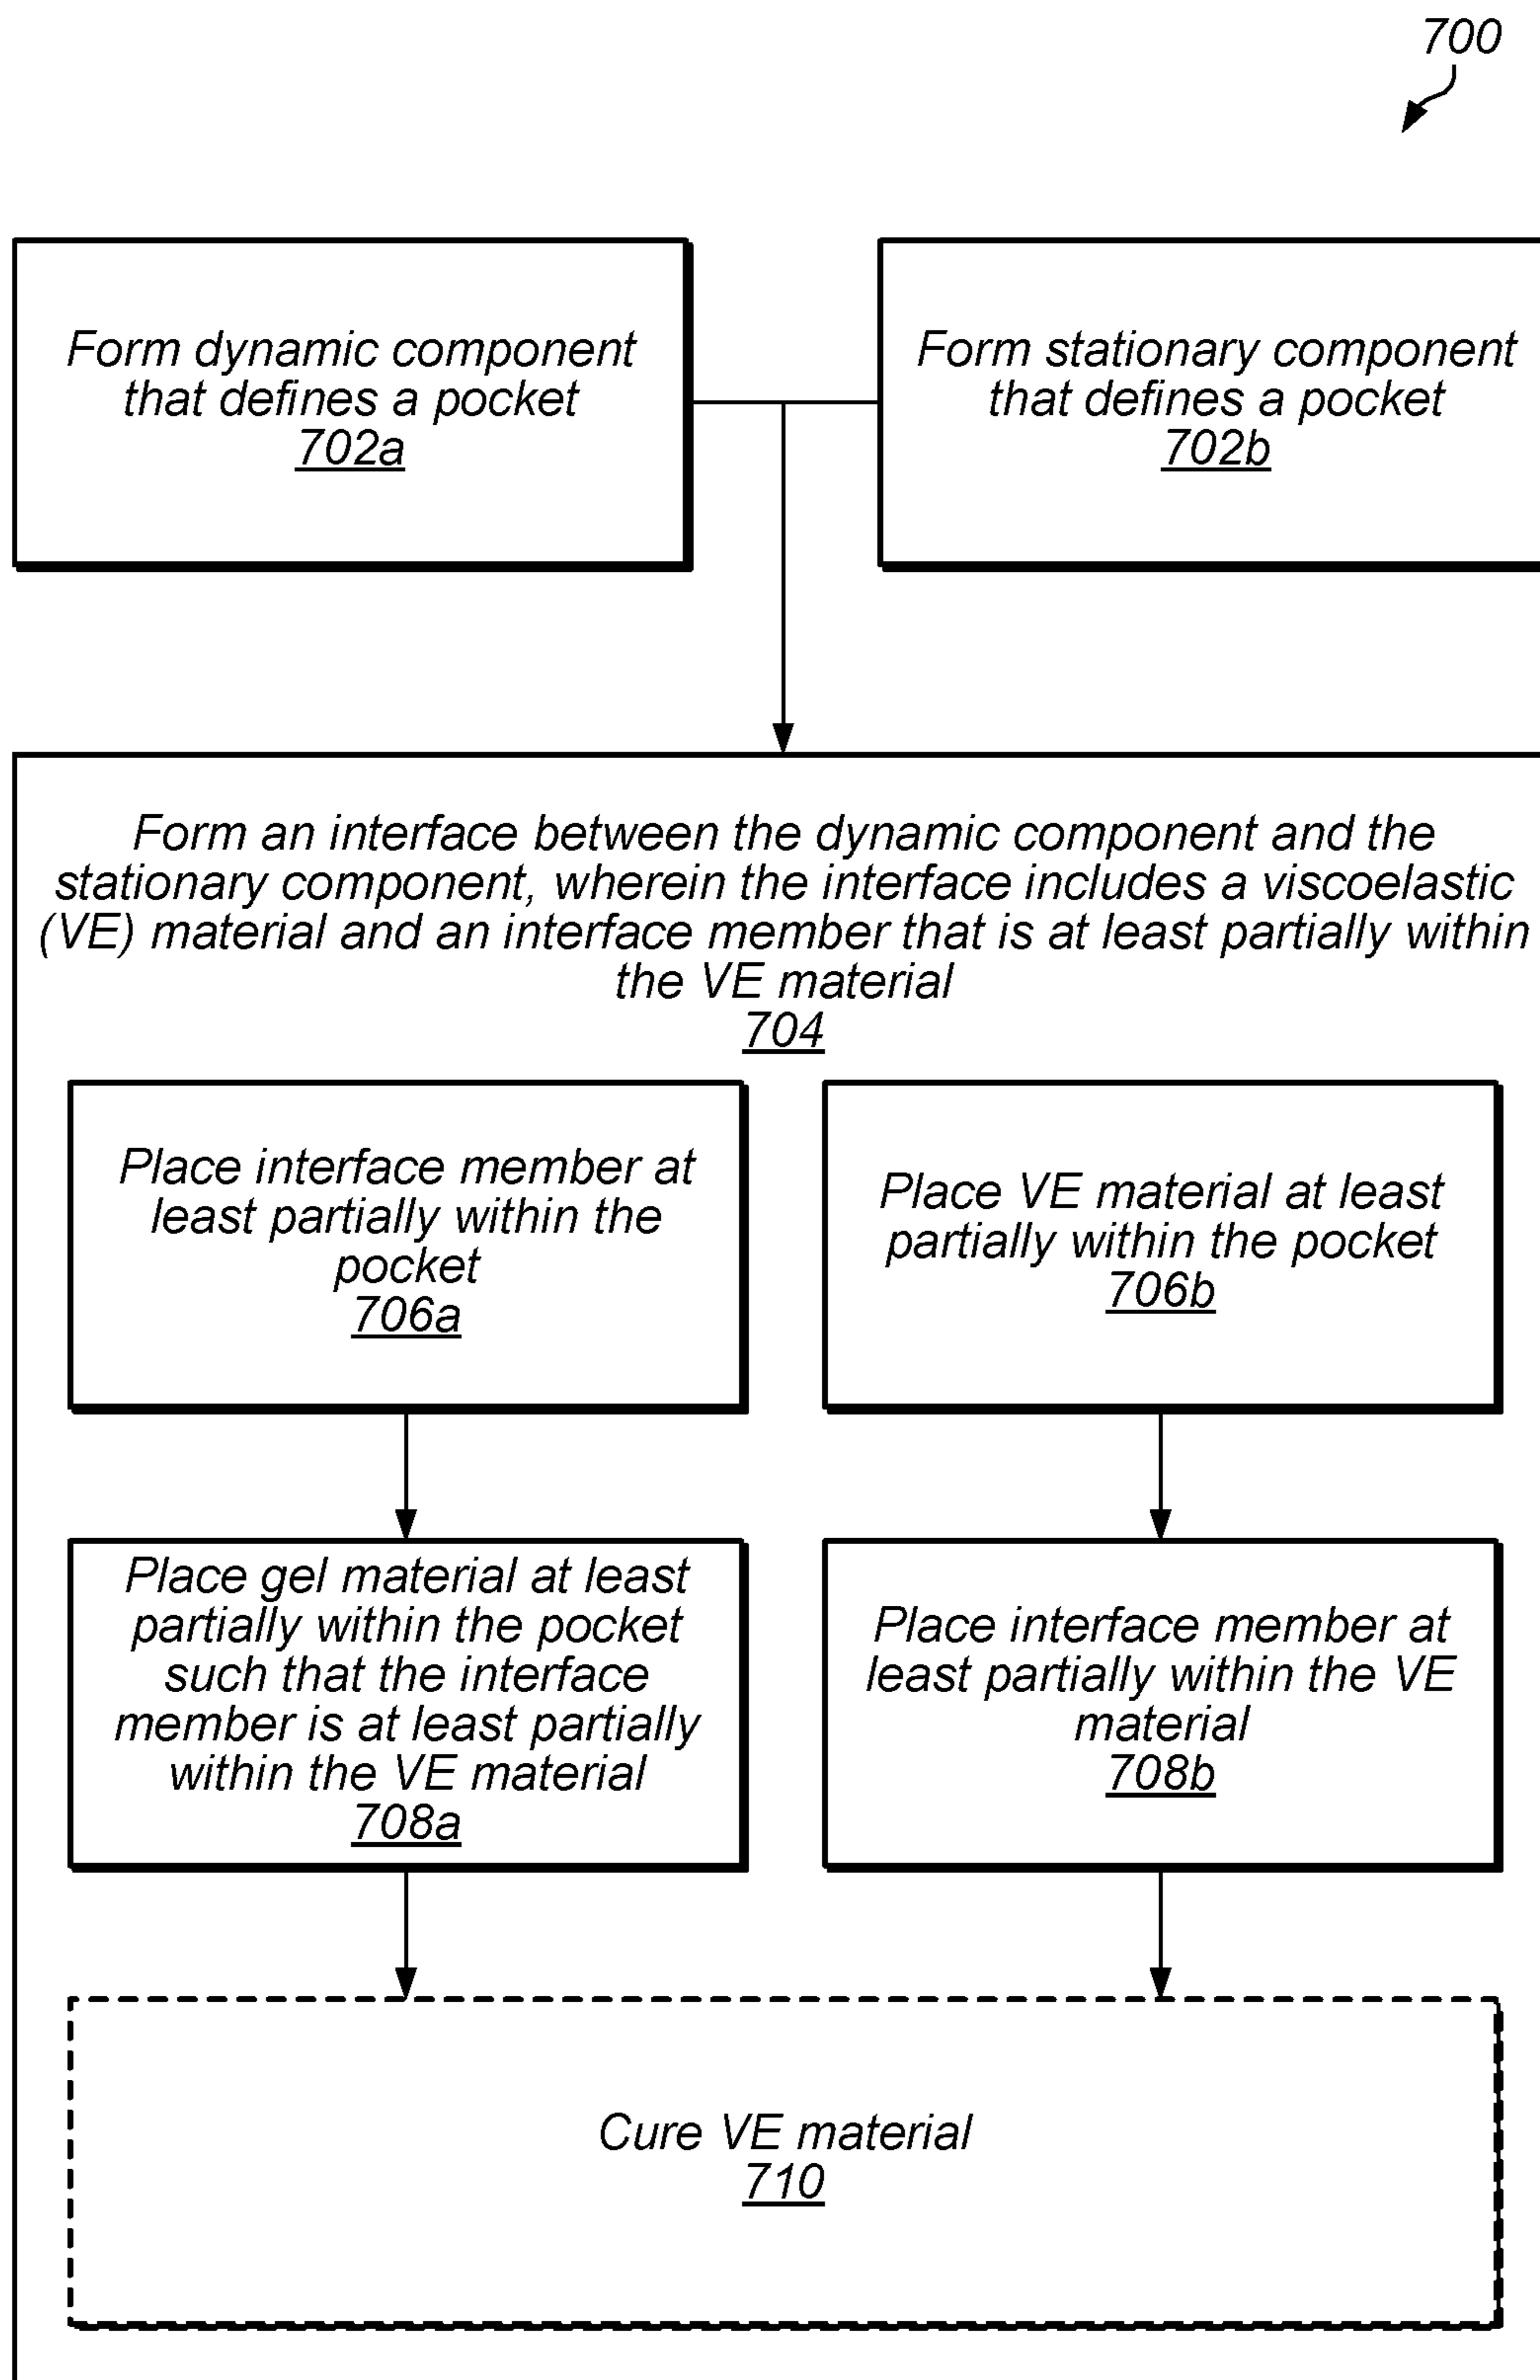 700
Form dynamic component
that defines a pocket
702a
Form stationary component
that defines a pocket
702b
Form an interface between the dynamic component and the
stationary component, wherein the interface includes a viscoelastic
(VE) material and an interface member that is at least partially within
the VE material
704
Place interface member at
least partially within the
pocket
706a
Place VE material at least
partially within the pocket
706b
Place gel material at least
partially within the pocket
such that the interface
member is at least partially
within the VE material
708a
Place interface member at
least partially within the VE
material
708b
Cure VE material
710